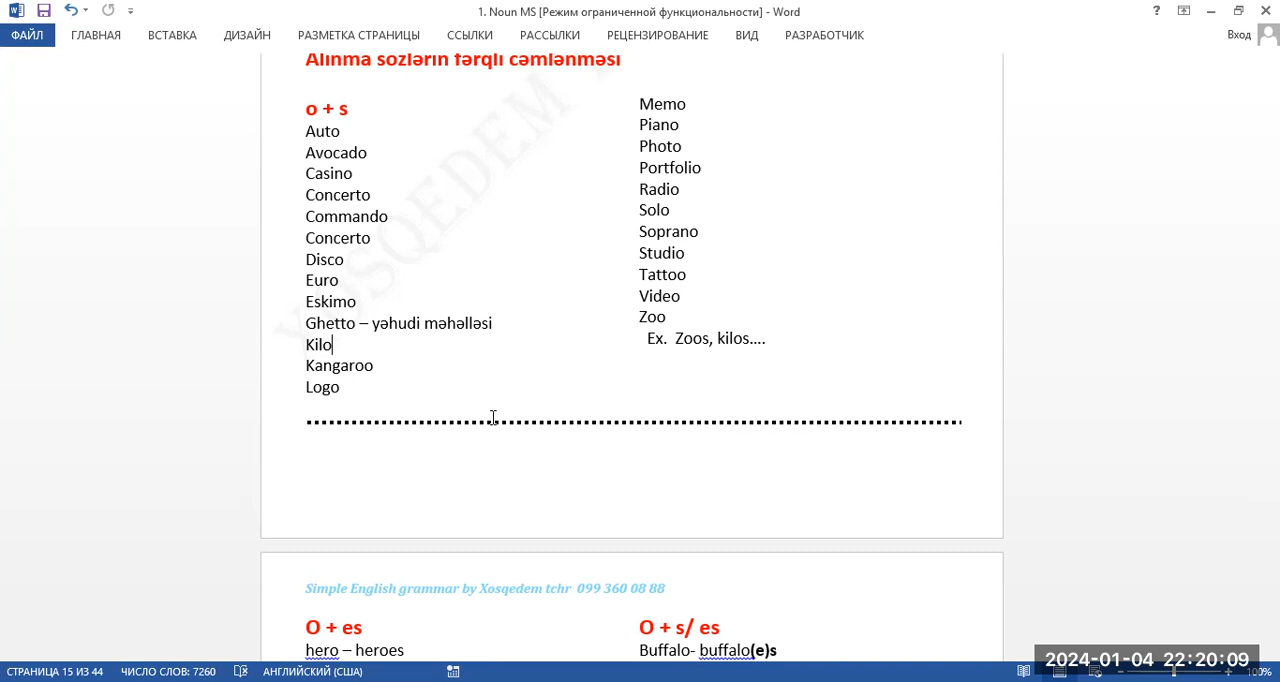 1. Noun MS [Режим ограниченной функциональности] - Word
Вход
ФАЙЛ ГЛАВНАЯ ВСТАВКА ДИЗАЙН РАЗМЕТКА СТРАНИЦЫ ССЫЛКИ РАССЫЛКИ РЕЦЕНЗИРОВАНИЕ ВИД РАЗРАБОТЧИК
Alınma sözlərin fərqli cəmlənməsi
o + s
Auto
Avocado
Casino
Concerto
Commando
Concerto
Disco
Euro
Eskimo
Ghetto – yəhudi məhəlləsi
Kilo
Kangaroo
Logo
Memo
Piano
Photo
Portfolio
Radio
Solo
Soprano
Studio
Tattoo
Video
Zoo
Ex. Zoos, kilos....
XOSQEDEM
Simple English grammar by Xosqedem tchr 099 360 08 88
O + es
hero – heroes
O + s/ es
Buffalo- buffalo(e)s
СТРАНИЦА 15 ИЗ 44 ЧИСЛО СЛОВ: 7260 АНГЛИЙСКИЙ (США)
2024-01-04 22:20:09
100%